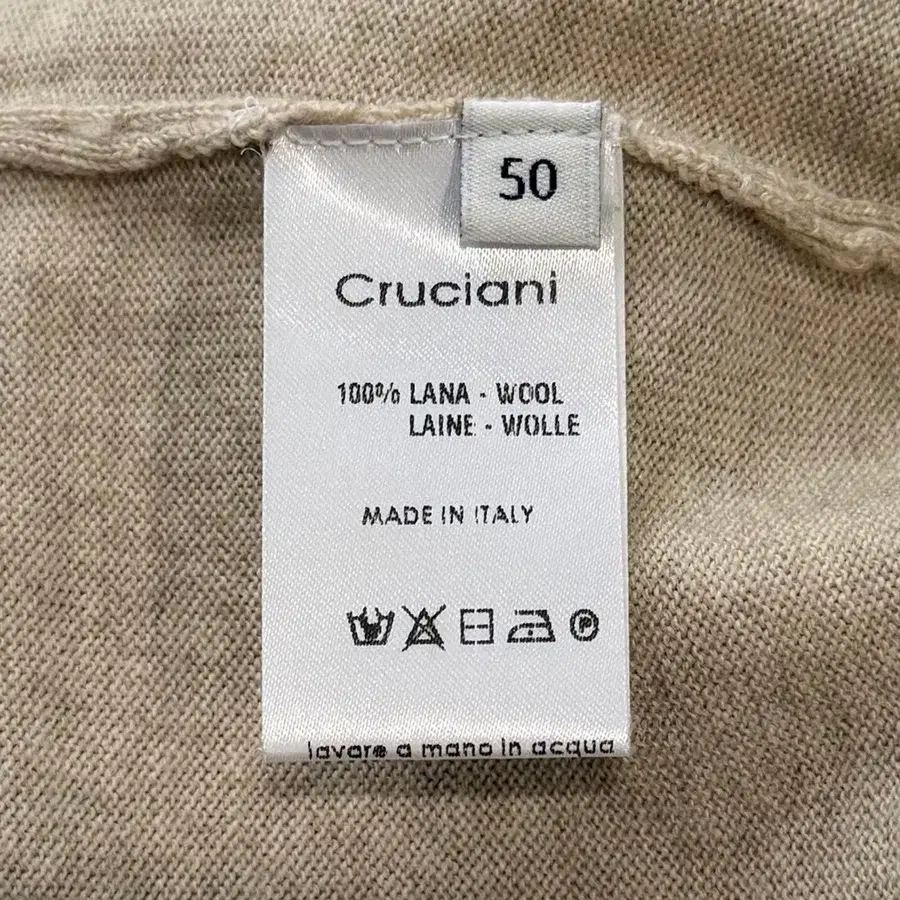 50
Cruciani
100% LANA - WOOL
LAINE - WOLLE
MADE IN ITALY
P
lavare a mano in acqua